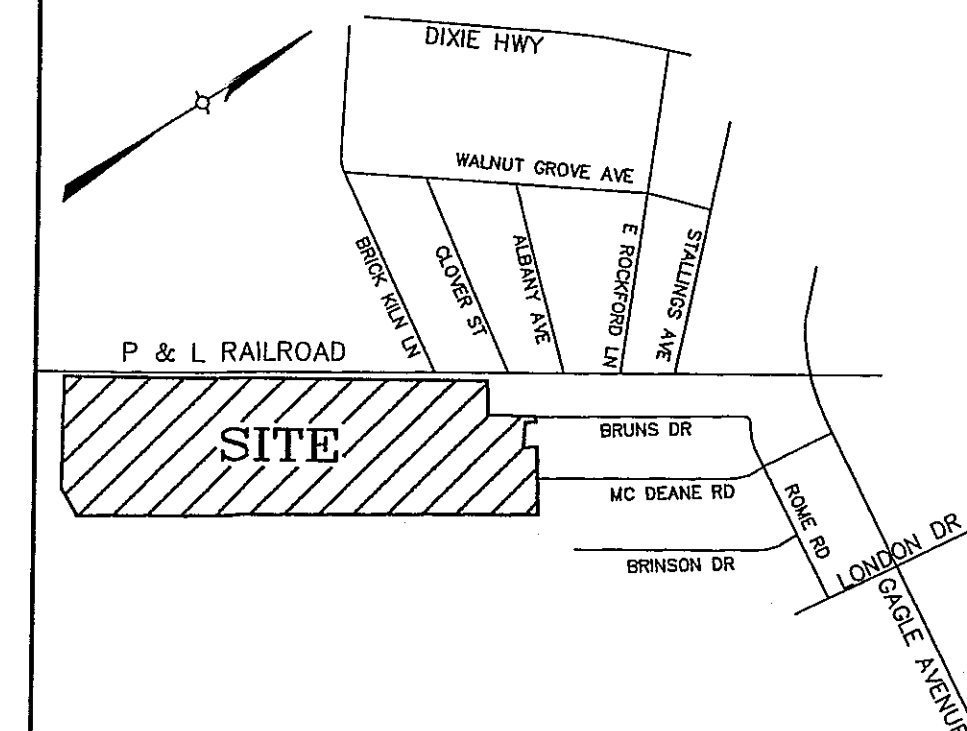 DIXIE HWY
WALNUT GROVE AVE
BRICK KILN LN
CLOVER ST
ALBANY AVE
E ROCKFORD LN
STALLINGS AVE
P & L RAILROAD
SITE
BRUNS DR
MC DEANE RD
ROME RD
BRINSON DR
LONDON DR
GAGLE AVENUE